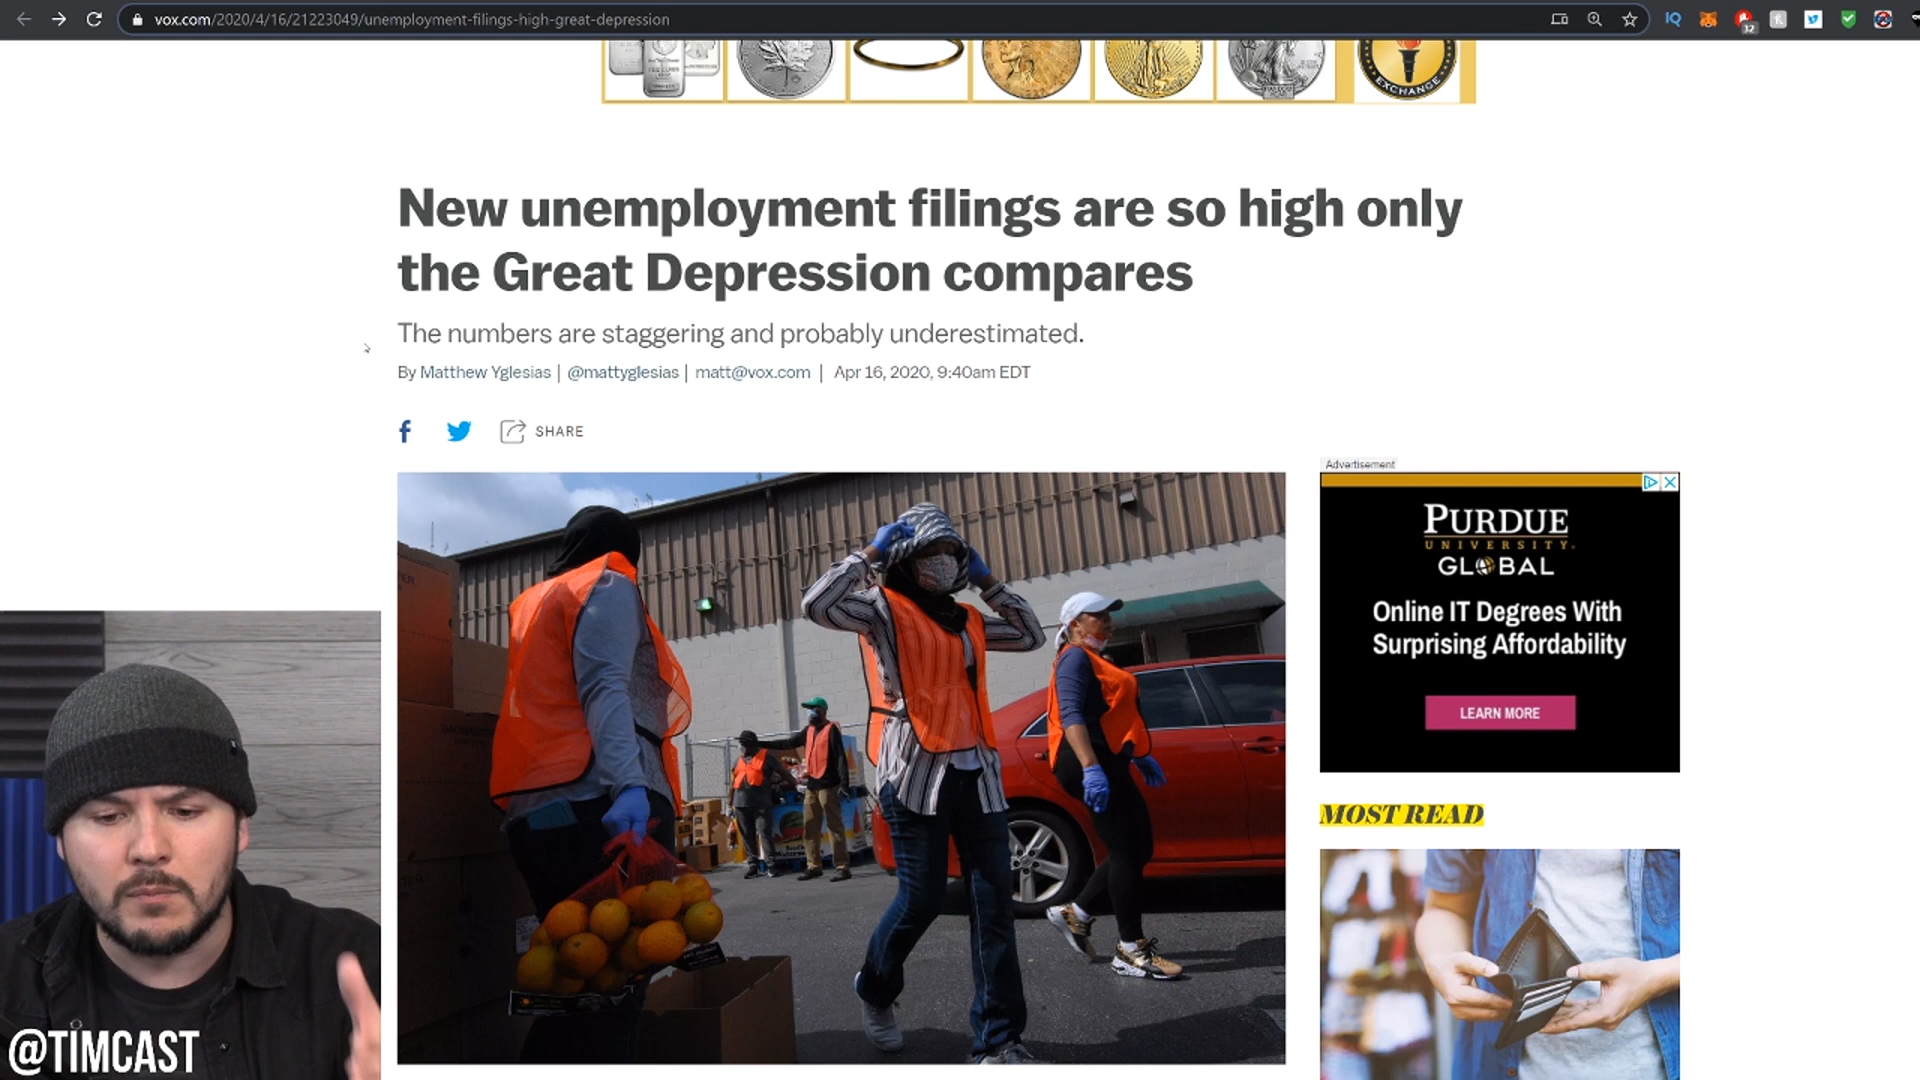 vox.com/2020/4/16/21223049/unemployment-filings-high-great-depression
IQ
32
EXCHANGE
New unemployment filings are so high only
the Great Depression compares
The numbers are staggering and probably underestimated.
By Matthew Yglesias | @mattyglesias | matt@vox.com | Apr 16, 2020, 9:40am EDT
f
SHARE
Advertisement
PURDUE
UNIVERSITY
GLOBAL
Online IT Degrees With
Surprising Affordability
LEARN MORE
MOST READ
@TIMCAST